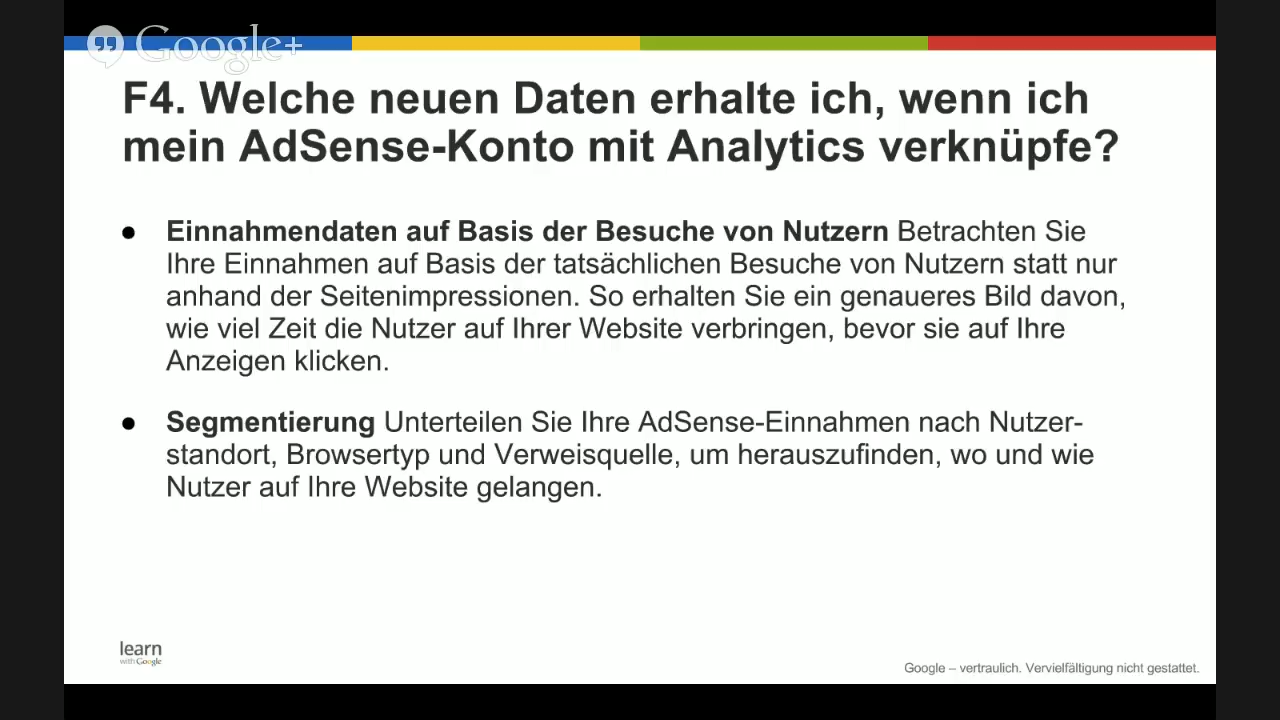 Google+
F4. Welche neuen Daten erhalte ich, wenn ich
mein AdSense-Konto mit Analytics verknüpfe?
● Einnahmendaten auf Basis der Besuche von Nutzern Betrachten Sie
Ihre Einnahmen auf Basis der tatsächlichen Besuche von Nutzern statt nur
anhand der Seitenimpressionen. So erhalten Sie ein genaueres Bild davon,
wie viel Zeit die Nutzer auf Ihrer Website verbringen, bevor sie auf Ihre
Anzeigen klicken.
● Segmentierung Unterteilen Sie Ihre AdSense-Einnahmen nach Nutzer-
standort, Browsertyp und Verweisquelle, um herauszufinden, wo und wie
Nutzer auf Ihre Website gelangen.
learn
with Google
Google – vertraulich. Vervielfältigung nicht gestattet.